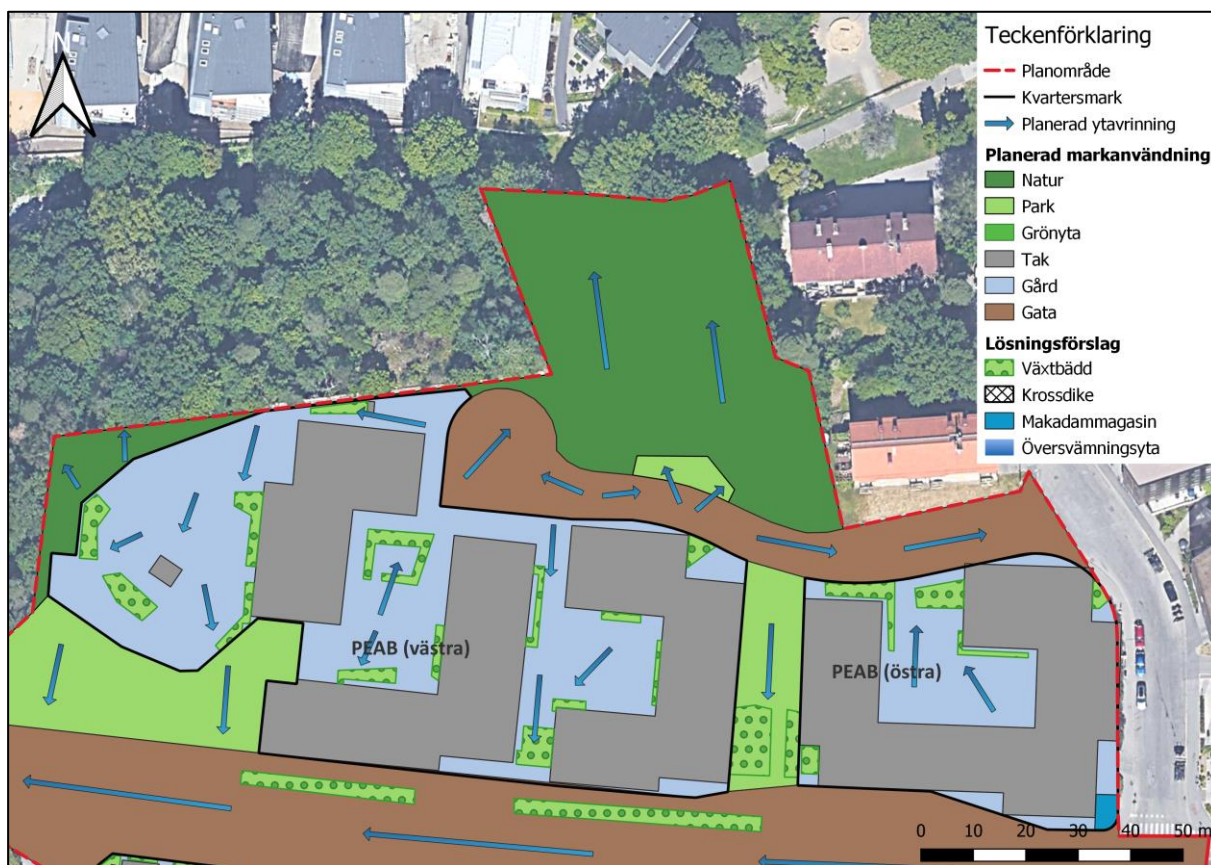 N
Teckenförklaring
Planområde
Kvartersmark
Planerad ytavrinning
Planerad markanvändning
Natur
Park
Grönyta
Tak
Gård
Gata
Lösningsförslag
Växtbädd
Krossdike
Makadammagasin
Översvämningsyta
PEAB (västra)
PEAB (östra)
0 10 20 30 40 50 m